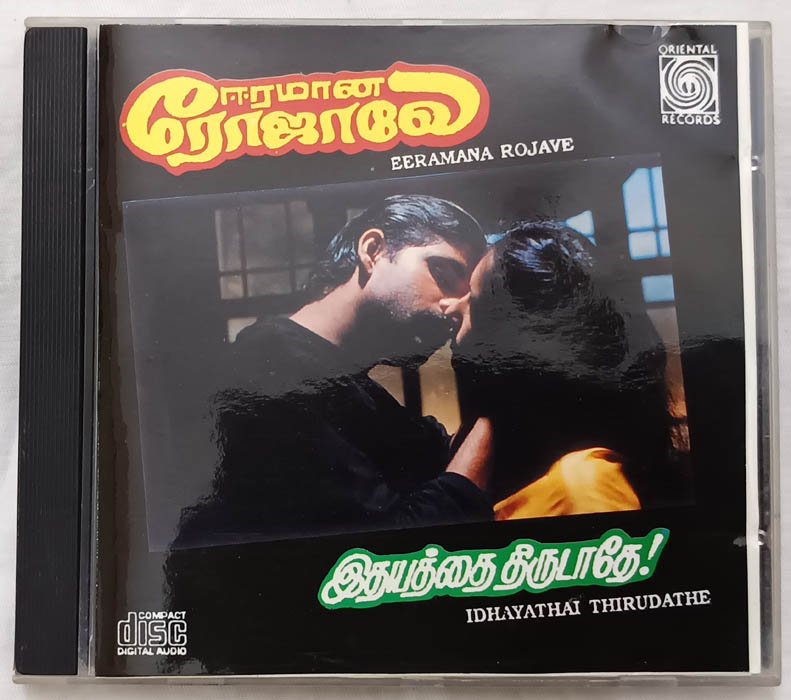 ஈரமான
ரோஜாவே
EERAMANA ROJAVE
ORIENTAL
RECORDS
இதயத்தை திருடாதே!
IDHAYATHAI THIRUDATHE
COMPACT
disc
DIGITAL AUDIO